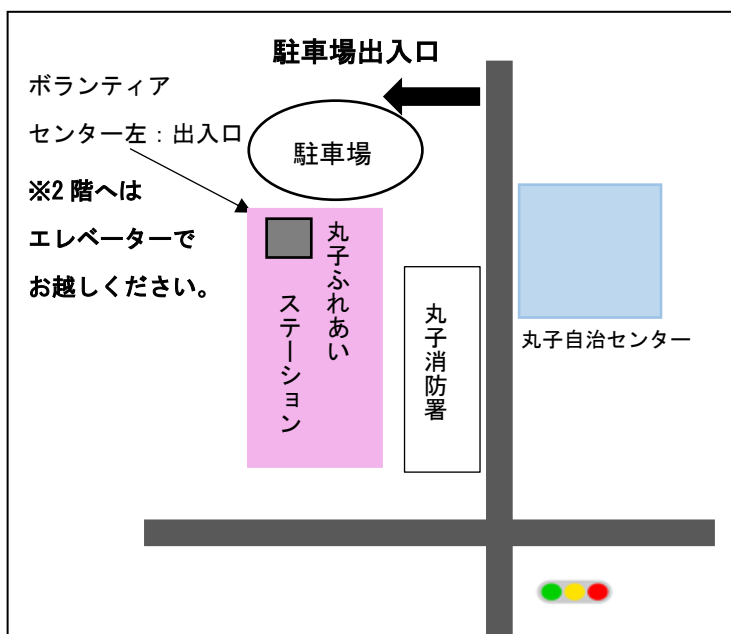 駐車場出入口
ボランティア
センター左：出入口
※2 階へは
エレベーターで
お越しください。
駐車場
丸子ふれあい
ステーション
丸子消防署
丸子自治センター